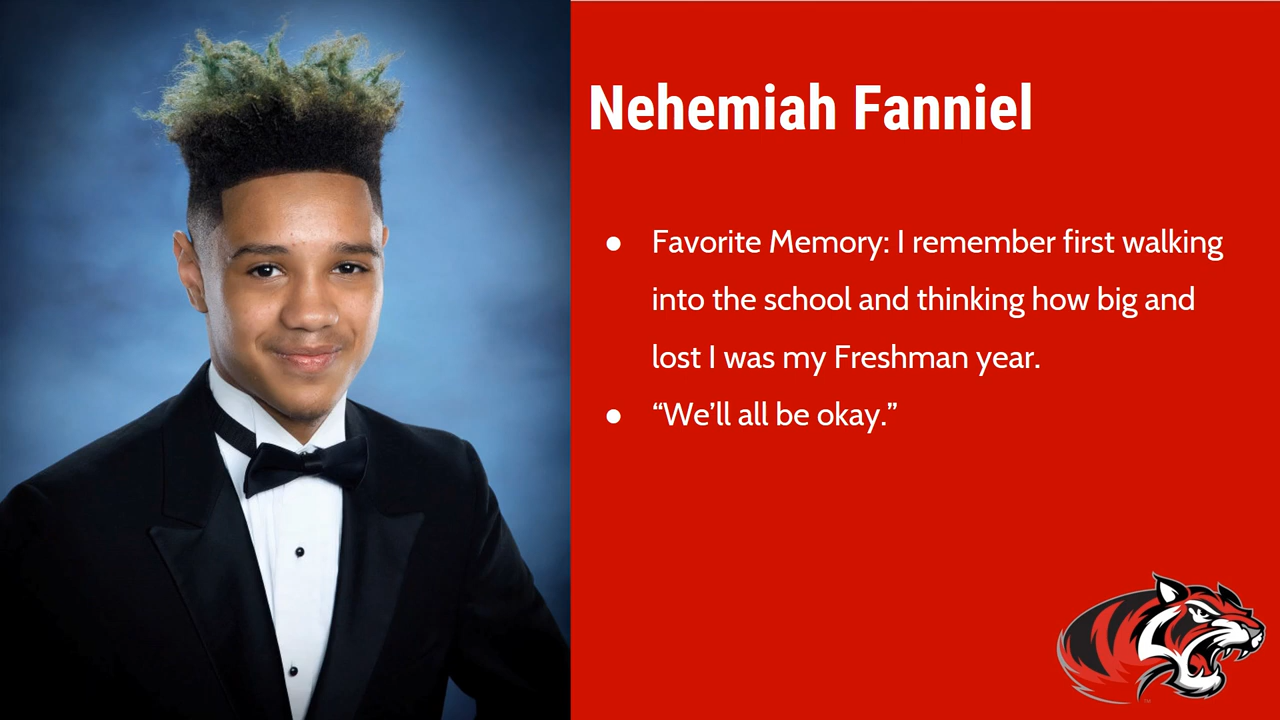 Nehemiah Fanniel
● Favorite Memory: I remember first walking
into the school and thinking how big and
lost I was my Freshman year.
● “We’ll all be okay.”